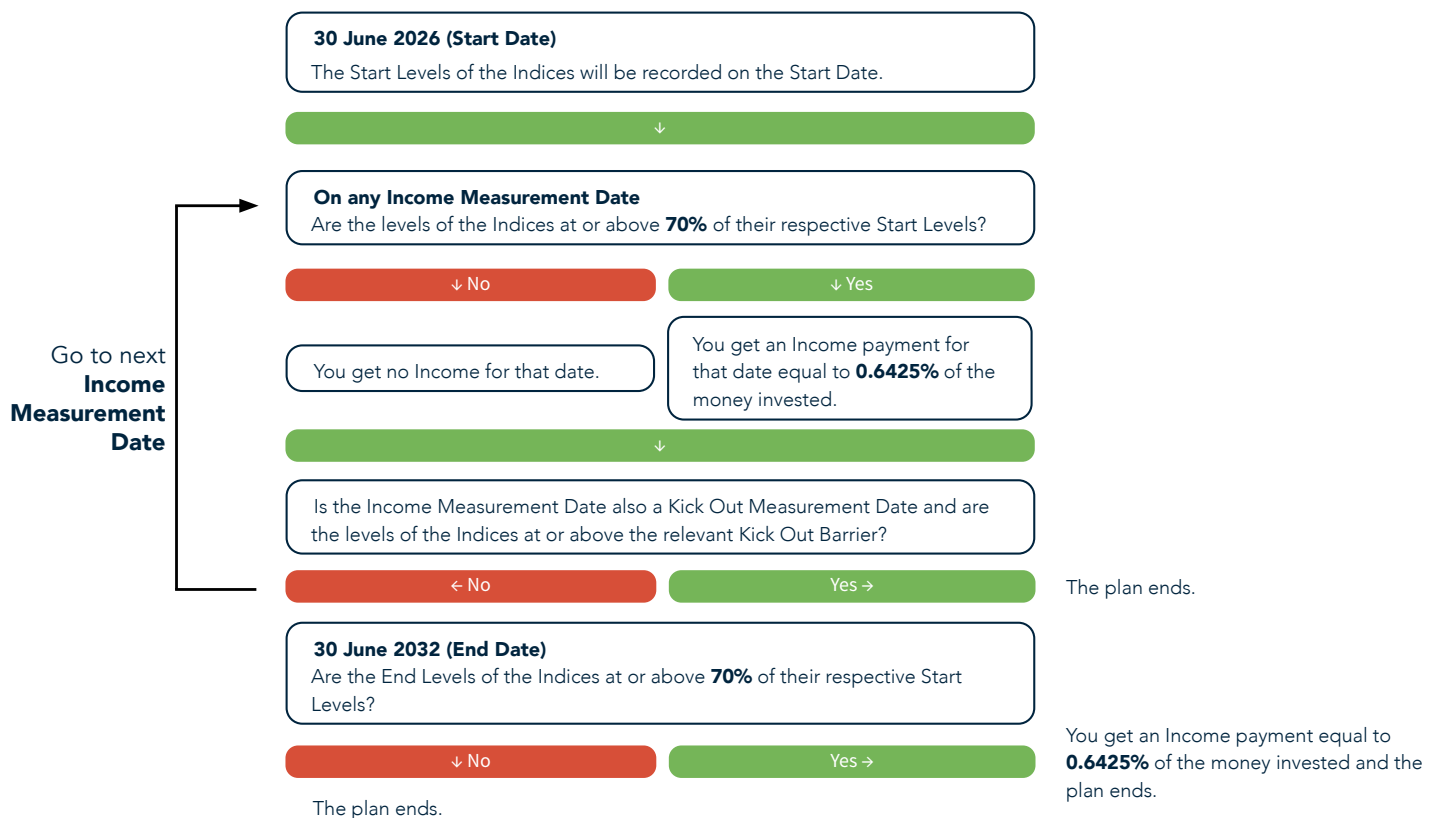 30 June 2026 (Start Date)
The Start Levels of the Indices will be recorded on the Start Date.
↓
On any Income Measurement Date
Are the levels of the Indices at or above 70% of their respective Start Levels?
↓ No
↓ Yes
Go to next
Income
Measurement
Date
You get no Income for that date.
You get an Income payment for
that date equal to 0.6425% of the
money invested.
↓
Is the Income Measurement Date also a Kick Out Measurement Date and are
the levels of the Indices at or above the relevant Kick Out Barrier?
← No
Yes →
The plan ends.
30 June 2032 (End Date)
Are the End Levels of the Indices at or above 70% of their respective Start
Levels?
↓ No
Yes →
You get an Income payment equal to
0.6425% of the money invested and the
plan ends.
The plan ends.